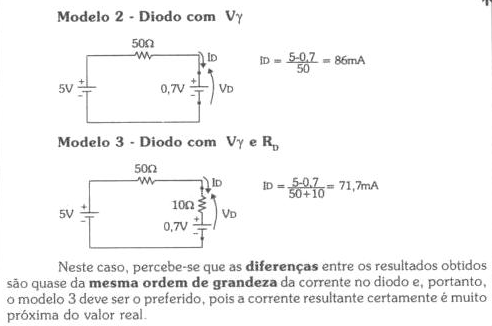 Modelo 2 - Diodo com Vγ
50Ω
ID
5V
+
-
0,7V
+
-
VD
ID = 5-0,7 / 50 = 86mA
Modelo 3 - Diodo com Vγ e RD
50Ω
ID
10Ω
5V
+
-
0,7V
+
-
VD
ID = 5-0,7 / 50+10 = 71,7mA
Neste caso, percebe-se que as diferenças entre os resultados obtidos
são quase da mesma ordem de grandeza da corrente no diodo e, portanto,
o modelo 3 deve ser o preferido, pois a corrente resultante certamente é muito
próxima do valor real.